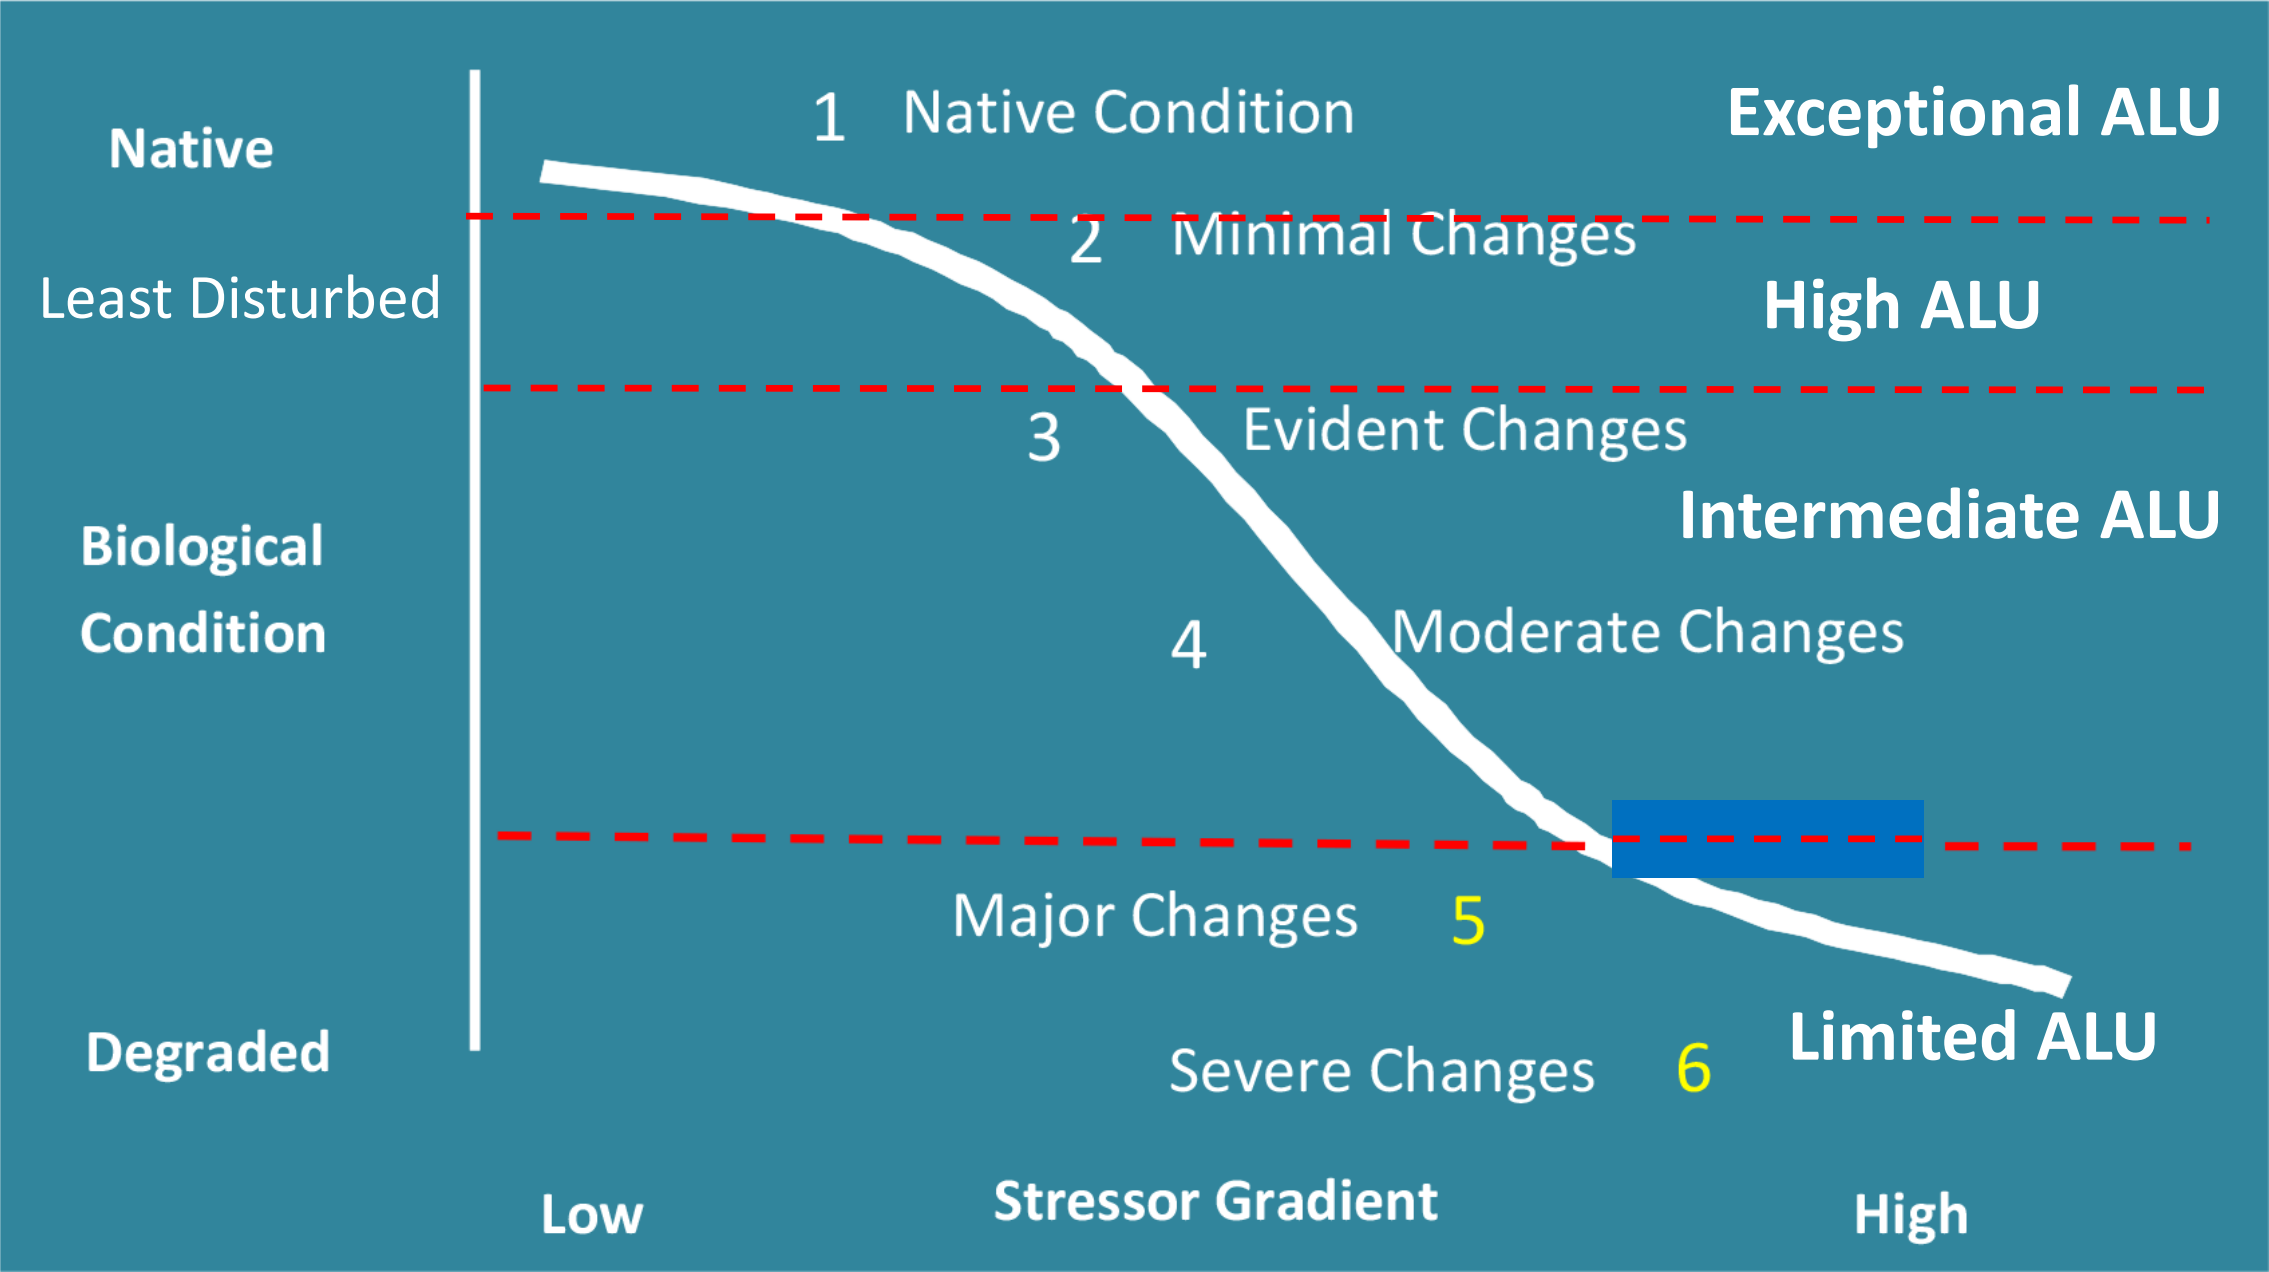 1 Native Condition Exceptional ALU
Native
2 Minimal Changes
Least Disturbed High ALU
3 Evident Changes
Intermediate ALU
Biological
Condition
4 Moderate Changes
Major Changes 5
Limited ALU
Degraded
Severe Changes 6
Stressor Gradient
Low High